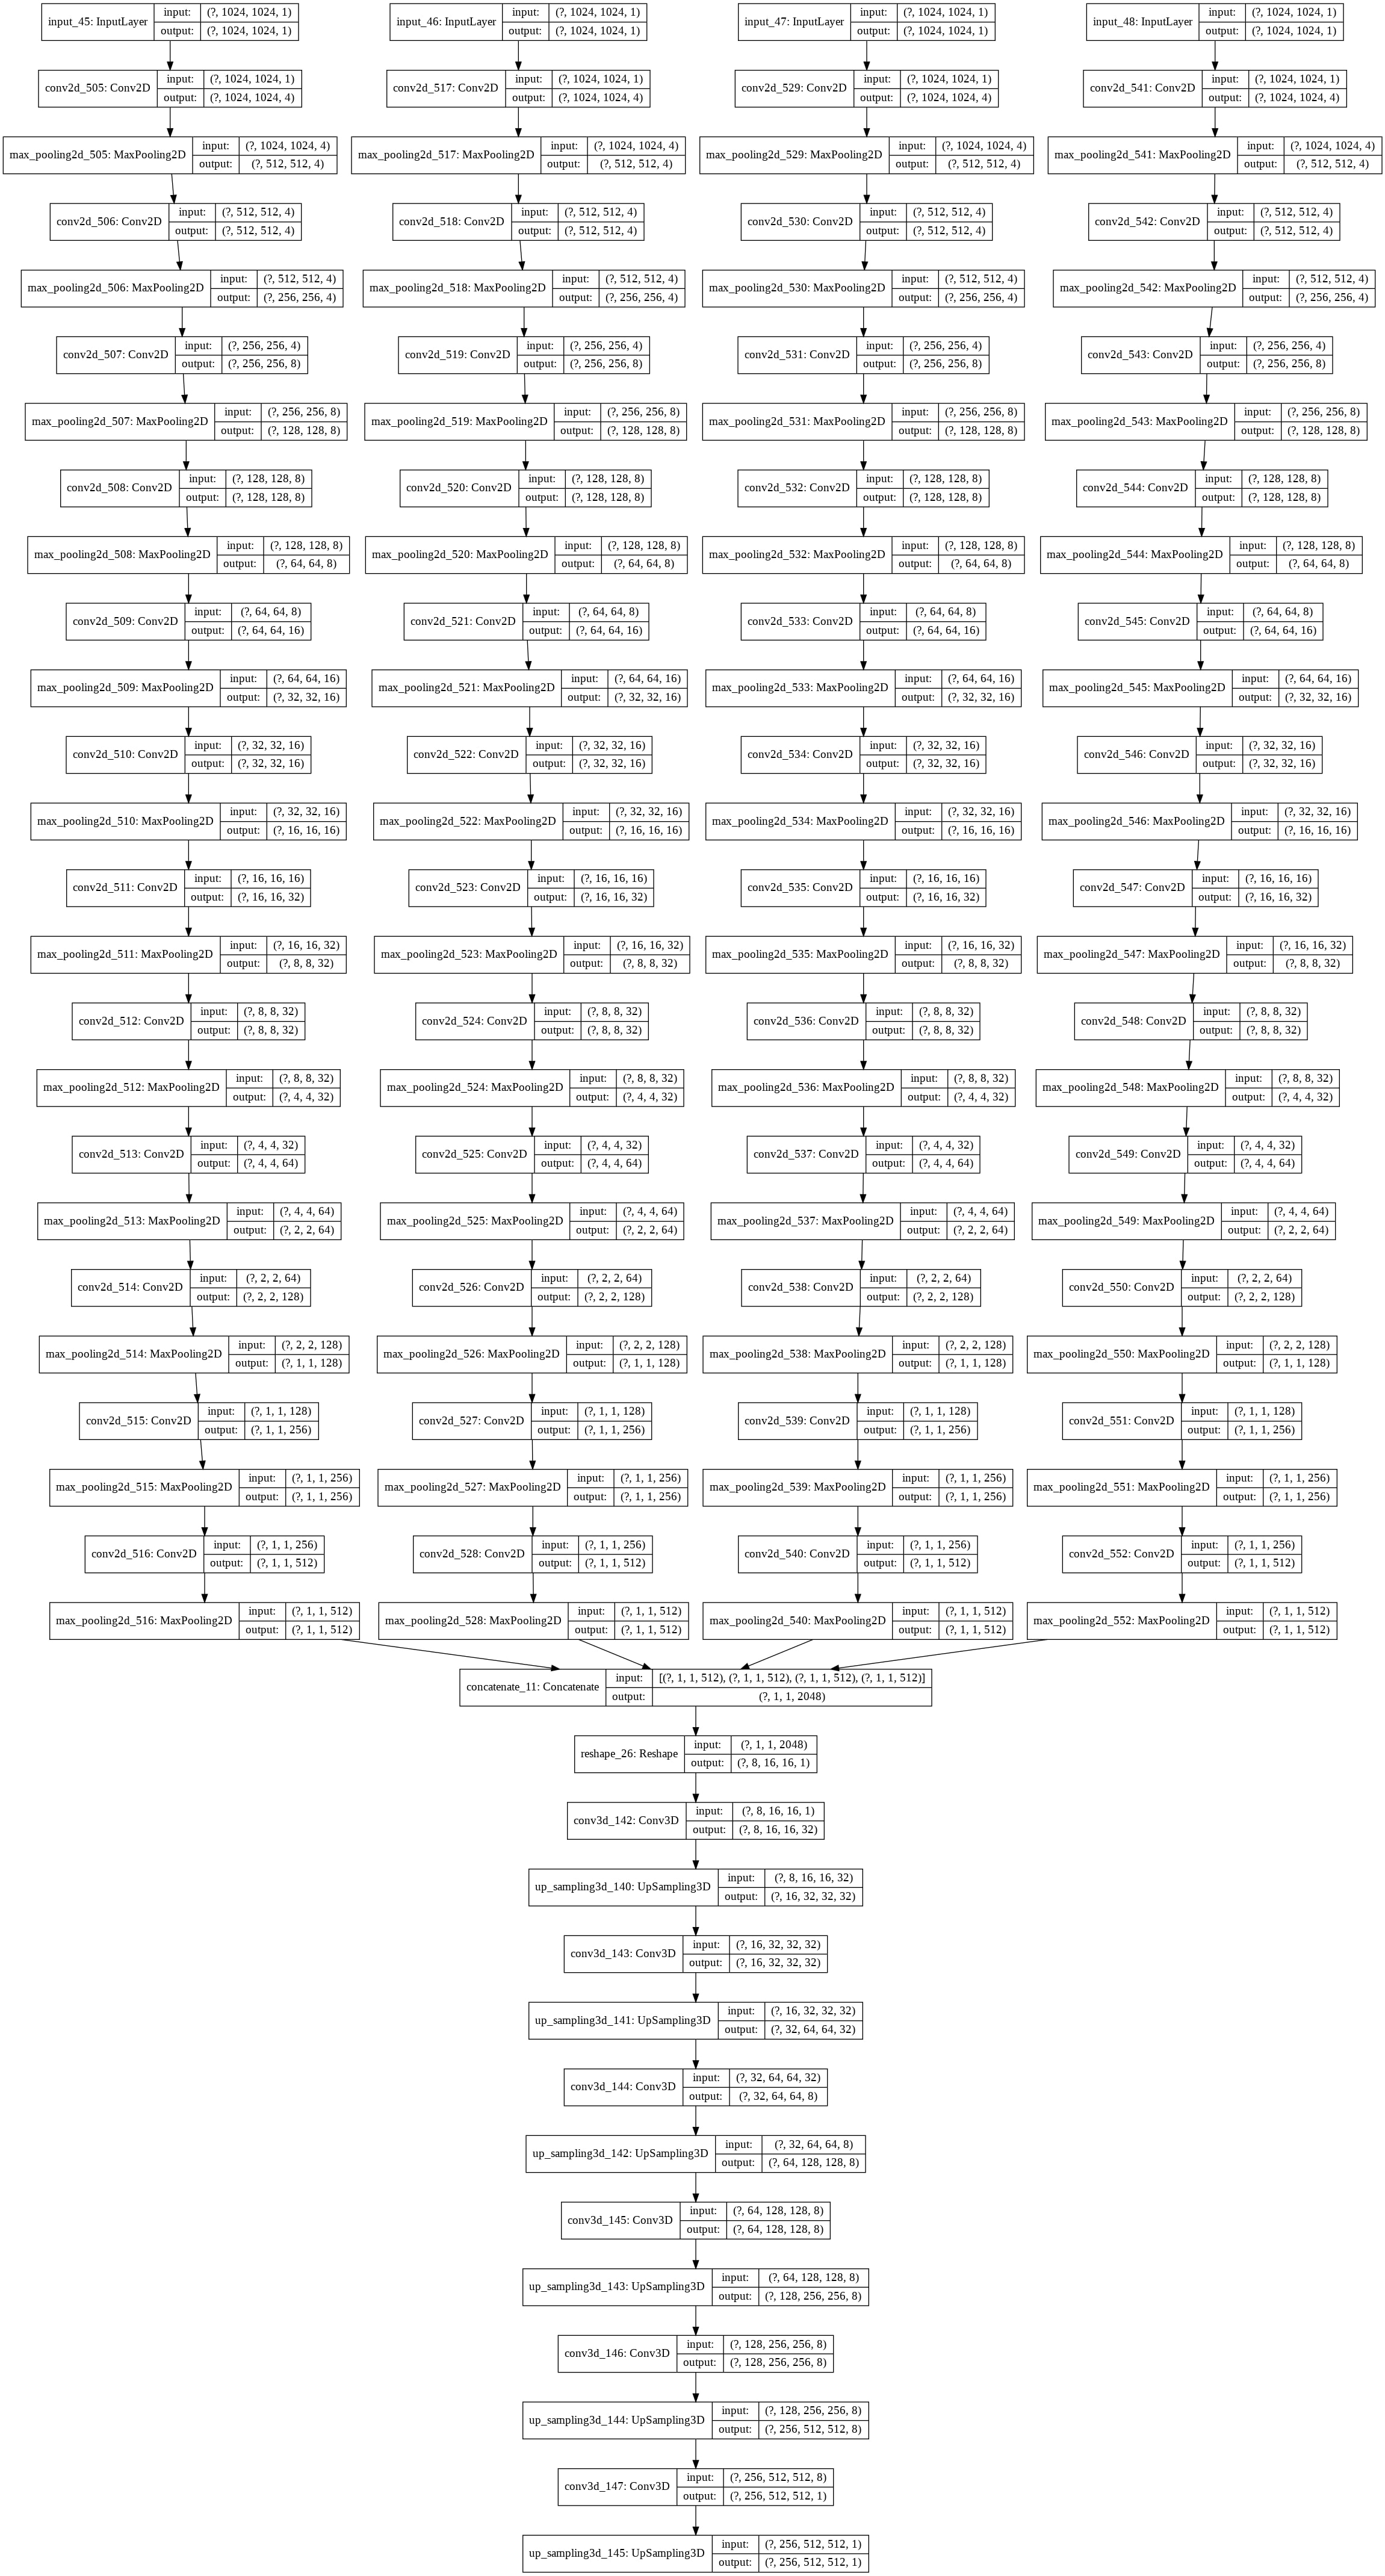 input_45: InputLayer
input: (?, 1024, 1024, 1)
output: (?, 1024, 1024, 1)
conv2d_505: Conv2D
input: (?, 1024, 1024, 1)
output: (?, 1024, 1024, 4)
max_pooling2d_505: MaxPooling2D
input: (?, 1024, 1024, 4)
output: (?, 512, 512, 4)
conv2d_506: Conv2D
input: (?, 512, 512, 4)
output: (?, 512, 512, 4)
max_pooling2d_506: MaxPooling2D
input: (?, 512, 512, 4)
output: (?, 256, 256, 4)
conv2d_507: Conv2D
input: (?, 256, 256, 4)
output: (?, 256, 256, 8)
max_pooling2d_507: MaxPooling2D
input: (?, 256, 256, 8)
output: (?, 128, 128, 8)
conv2d_508: Conv2D
input: (?, 128, 128, 8)
output: (?, 128, 128, 8)
max_pooling2d_508: MaxPooling2D
input: (?, 128, 128, 8)
output: (?, 64, 64, 8)
conv2d_509: Conv2D
input: (?, 64, 64, 8)
output: (?, 64, 64, 16)
max_pooling2d_509: MaxPooling2D
input: (?, 64, 64, 16)
output: (?, 32, 32, 16)
conv2d_510: Conv2D
input: (?, 32, 32, 16)
output: (?, 32, 32, 16)
max_pooling2d_510: MaxPooling2D
input: (?, 32, 32, 16)
output: (?, 16, 16, 16)
conv2d_511: Conv2D
input: (?, 16, 16, 16)
output: (?, 16, 16, 32)
max_pooling2d_511: MaxPooling2D
input: (?, 16, 16, 32)
output: (?, 8, 8, 32)
conv2d_512: Conv2D
input: (?, 8, 8, 32)
output: (?, 8, 8, 32)
max_pooling2d_512: MaxPooling2D
input: (?, 8, 8, 32)
output: (?, 4, 4, 32)
conv2d_513: Conv2D
input: (?, 4, 4, 32)
output: (?, 4, 4, 64)
max_pooling2d_513: MaxPooling2D
input: (?, 4, 4, 64)
output: (?, 2, 2, 64)
conv2d_514: Conv2D
input: (?, 2, 2, 64)
output: (?, 2, 2, 128)
max_pooling2d_514: MaxPooling2D
input: (?, 2, 2, 128)
output: (?, 1, 1, 128)
conv2d_515: Conv2D
input: (?, 1, 1, 128)
output: (?, 1, 1, 256)
max_pooling2d_515: MaxPooling2D
input: (?, 1, 1, 256)
output: (?, 1, 1, 256)
conv2d_516: Conv2D
input: (?, 1, 1, 256)
output: (?, 1, 1, 512)
max_pooling2d_516: MaxPooling2D
input: (?, 1, 1, 512)
output: (?, 1, 1, 512)
input_46: InputLayer
input: (?, 1024, 1024, 1)
output: (?, 1024, 1024, 1)
conv2d_517: Conv2D
input: (?, 1024, 1024, 1)
output: (?, 1024, 1024, 4)
max_pooling2d_517: MaxPooling2D
input: (?, 1024, 1024, 4)
output: (?, 512, 512, 4)
conv2d_518: Conv2D
input: (?, 512, 512, 4)
output: (?, 512, 512, 4)
max_pooling2d_518: MaxPooling2D
input: (?, 512, 512, 4)
output: (?, 256, 256, 4)
conv2d_519: Conv2D
input: (?, 256, 256, 4)
output: (?, 256, 256, 8)
max_pooling2d_519: MaxPooling2D
input: (?, 256, 256, 8)
output: (?, 128, 128, 8)
conv2d_520: Conv2D
input: (?, 128, 128, 8)
output: (?, 128, 128, 8)
max_pooling2d_520: MaxPooling2D
input: (?, 128, 128, 8)
output: (?, 64, 64, 8)
conv2d_521: Conv2D
input: (?, 64, 64, 8)
output: (?, 64, 64, 16)
max_pooling2d_521: MaxPooling2D
input: (?, 64, 64, 16)
output: (?, 32, 32, 16)
conv2d_522: Conv2D
input: (?, 32, 32, 16)
output: (?, 32, 32, 16)
max_pooling2d_522: MaxPooling2D
input: (?, 32, 32, 16)
output: (?, 16, 16, 16)
conv2d_523: Conv2D
input: (?, 16, 16, 16)
output: (?, 16, 16, 32)
max_pooling2d_523: MaxPooling2D
input: (?, 16, 16, 32)
output: (?, 8, 8, 32)
conv2d_524: Conv2D
input: (?, 8, 8, 32)
output: (?, 8, 8, 32)
max_pooling2d_524: MaxPooling2D
input: (?, 8, 8, 32)
output: (?, 4, 4, 32)
conv2d_525: Conv2D
input: (?, 4, 4, 32)
output: (?, 4, 4, 64)
max_pooling2d_525: MaxPooling2D
input: (?, 4, 4, 64)
output: (?, 2, 2, 64)
conv2d_526: Conv2D
input: (?, 2, 2, 64)
output: (?, 2, 2, 128)
max_pooling2d_526: MaxPooling2D
input: (?, 2, 2, 128)
output: (?, 1, 1, 128)
conv2d_527: Conv2D
input: (?, 1, 1, 128)
output: (?, 1, 1, 256)
max_pooling2d_527: MaxPooling2D
input: (?, 1, 1, 256)
output: (?, 1, 1, 256)
conv2d_528: Conv2D
input: (?, 1, 1, 256)
output: (?, 1, 1, 512)
max_pooling2d_528: MaxPooling2D
input: (?, 1, 1, 512)
output: (?, 1, 1, 512)
input_47: InputLayer
input: (?, 1024, 1024, 1)
output: (?, 1024, 1024, 1)
conv2d_529: Conv2D
input: (?, 1024, 1024, 1)
output: (?, 1024, 1024, 4)
max_pooling2d_529: MaxPooling2D
input: (?, 1024, 1024, 4)
output: (?, 512, 512, 4)
conv2d_530: Conv2D
input: (?, 512, 512, 4)
output: (?, 512, 512, 4)
max_pooling2d_530: MaxPooling2D
input: (?, 512, 512, 4)
output: (?, 256, 256, 4)
conv2d_531: Conv2D
input: (?, 256, 256, 4)
output: (?, 256, 256, 8)
max_pooling2d_531: MaxPooling2D
input: (?, 256, 256, 8)
output: (?, 128, 128, 8)
conv2d_532: Conv2D
input: (?, 128, 128, 8)
output: (?, 128, 128, 8)
max_pooling2d_532: MaxPooling2D
input: (?, 128, 128, 8)
output: (?, 64, 64, 8)
conv2d_533: Conv2D
input: (?, 64, 64, 8)
output: (?, 64, 64, 16)
max_pooling2d_533: MaxPooling2D
input: (?, 64, 64, 16)
output: (?, 32, 32, 16)
conv2d_534: Conv2D
input: (?, 32, 32, 16)
output: (?, 32, 32, 16)
max_pooling2d_534: MaxPooling2D
input: (?, 32, 32, 16)
output: (?, 16, 16, 16)
conv2d_535: Conv2D
input: (?, 16, 16, 16)
output: (?, 16, 16, 32)
max_pooling2d_535: MaxPooling2D
input: (?, 16, 16, 32)
output: (?, 8, 8, 32)
conv2d_536: Conv2D
input: (?, 8, 8, 32)
output: (?, 8, 8, 32)
max_pooling2d_536: MaxPooling2D
input: (?, 8, 8, 32)
output: (?, 4, 4, 32)
conv2d_537: Conv2D
input: (?, 4, 4, 32)
output: (?, 4, 4, 64)
max_pooling2d_537: MaxPooling2D
input: (?, 4, 4, 64)
output: (?, 2, 2, 64)
conv2d_538: Conv2D
input: (?, 2, 2, 64)
output: (?, 2, 2, 128)
max_pooling2d_538: MaxPooling2D
input: (?, 2, 2, 128)
output: (?, 1, 1, 128)
conv2d_539: Conv2D
input: (?, 1, 1, 128)
output: (?, 1, 1, 256)
max_pooling2d_539: MaxPooling2D
input: (?, 1, 1, 256)
output: (?, 1, 1, 256)
conv2d_540: Conv2D
input: (?, 1, 1, 256)
output: (?, 1, 1, 512)
max_pooling2d_540: MaxPooling2D
input: (?, 1, 1, 512)
output: (?, 1, 1, 512)
input_48: InputLayer
input: (?, 1024, 1024, 1)
output: (?, 1024, 1024, 1)
conv2d_541: Conv2D
input: (?, 1024, 1024, 1)
output: (?, 1024, 1024, 4)
max_pooling2d_541: MaxPooling2D
input: (?, 1024, 1024, 4)
output: (?, 512, 512, 4)
conv2d_542: Conv2D
input: (?, 512, 512, 4)
output: (?, 512, 512, 4)
max_pooling2d_542: MaxPooling2D
input: (?, 512, 512, 4)
output: (?, 256, 256, 4)
conv2d_543: Conv2D
input: (?, 256, 256, 4)
output: (?, 256, 256, 8)
max_pooling2d_543: MaxPooling2D
input: (?, 256, 256, 8)
output: (?, 128, 128, 8)
conv2d_544: Conv2D
input: (?, 128, 128, 8)
output: (?, 128, 128, 8)
max_pooling2d_544: MaxPooling2D
input: (?, 128, 128, 8)
output: (?, 64, 64, 8)
conv2d_545: Conv2D
input: (?, 64, 64, 8)
output: (?, 64, 64, 16)
max_pooling2d_545: MaxPooling2D
input: (?, 64, 64, 16)
output: (?, 32, 32, 16)
conv2d_546: Conv2D
input: (?, 32, 32, 16)
output: (?, 32, 32, 16)
max_pooling2d_546: MaxPooling2D
input: (?, 32, 32, 16)
output: (?, 16, 16, 16)
conv2d_547: Conv2D
input: (?, 16, 16, 16)
output: (?, 16, 16, 32)
max_pooling2d_547: MaxPooling2D
input: (?, 16, 16, 32)
output: (?, 8, 8, 32)
conv2d_548: Conv2D
input: (?, 8, 8, 32)
output: (?, 8, 8, 32)
max_pooling2d_548: MaxPooling2D
input: (?, 8, 8, 32)
output: (?, 4, 4, 32)
conv2d_549: Conv2D
input: (?, 4, 4, 32)
output: (?, 4, 4, 64)
max_pooling2d_549: MaxPooling2D
input: (?, 4, 4, 64)
output: (?, 2, 2, 64)
conv2d_550: Conv2D
input: (?, 2, 2, 64)
output: (?, 2, 2, 128)
max_pooling2d_550: MaxPooling2D
input: (?, 2, 2, 128)
output: (?, 1, 1, 128)
conv2d_551: Conv2D
input: (?, 1, 1, 128)
output: (?, 1, 1, 256)
max_pooling2d_551: MaxPooling2D
input: (?, 1, 1, 256)
output: (?, 1, 1, 256)
conv2d_552: Conv2D
input: (?, 1, 1, 256)
output: (?, 1, 1, 512)
max_pooling2d_552: MaxPooling2D
input: (?, 1, 1, 512)
output: (?, 1, 1, 512)
concatenate_11: Concatenate
input: [(?, 1, 1, 512), (?, 1, 1, 512), (?, 1, 1, 512), (?, 1, 1, 512)]
output: (?, 1, 1, 2048)
reshape_26: Reshape
input: (?, 1, 1, 2048)
output: (?, 8, 16, 16, 1)
conv3d_142: Conv3D
input: (?, 8, 16, 16, 1)
output: (?, 8, 16, 16, 32)
up_sampling3d_140: UpSampling3D
input: (?, 8, 16, 16, 32)
output: (?, 16, 32, 32, 32)
conv3d_143: Conv3D
input: (?, 16, 32, 32, 32)
output: (?, 16, 32, 32, 32)
up_sampling3d_141: UpSampling3D
input: (?, 16, 32, 32, 32)
output: (?, 32, 64, 64, 32)
conv3d_144: Conv3D
input: (?, 32, 64, 64, 32)
output: (?, 32, 64, 64, 8)
up_sampling3d_142: UpSampling3D
input: (?, 32, 64, 64, 8)
output: (?, 64, 128, 128, 8)
conv3d_145: Conv3D
input: (?, 64, 128, 128, 8)
output: (?, 64, 128, 128, 8)
up_sampling3d_143: UpSampling3D
input: (?, 64, 128, 128, 8)
output: (?, 128, 256, 256, 8)
conv3d_146: Conv3D
input: (?, 128, 256, 256, 8)
output: (?, 128, 256, 256, 8)
up_sampling3d_144: UpSampling3D
input: (?, 128, 256, 256, 8)
output: (?, 256, 512, 512, 8)
conv3d_147: Conv3D
input: (?, 256, 512, 512, 8)
output: (?, 256, 512, 512, 1)
up_sampling3d_145: UpSampling3D
input: (?, 256, 512, 512, 1)
output: (?, 256, 512, 512, 1)